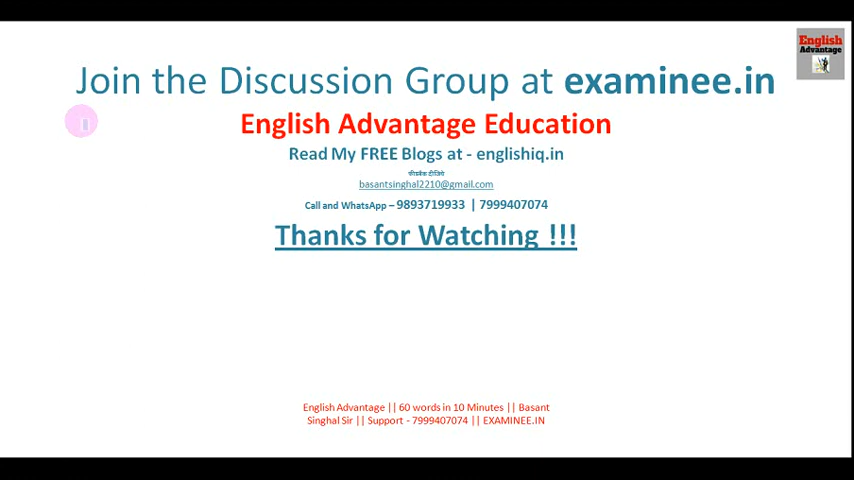 English
Advantage
Join the Discussion Group at examinee.in
English Advantage Education
Read My FREE Blogs at - englishiq.in
फीडबैक दीजिये
basantsinghal2210@gmail.com
Call and WhatsApp – 9893719933 | 7999407074
Thanks for Watching !!!
English Advantage || 60 words in 10 Minutes || Basant
Singhal Sir || Support - 7999407074 || EXAMINEE.IN